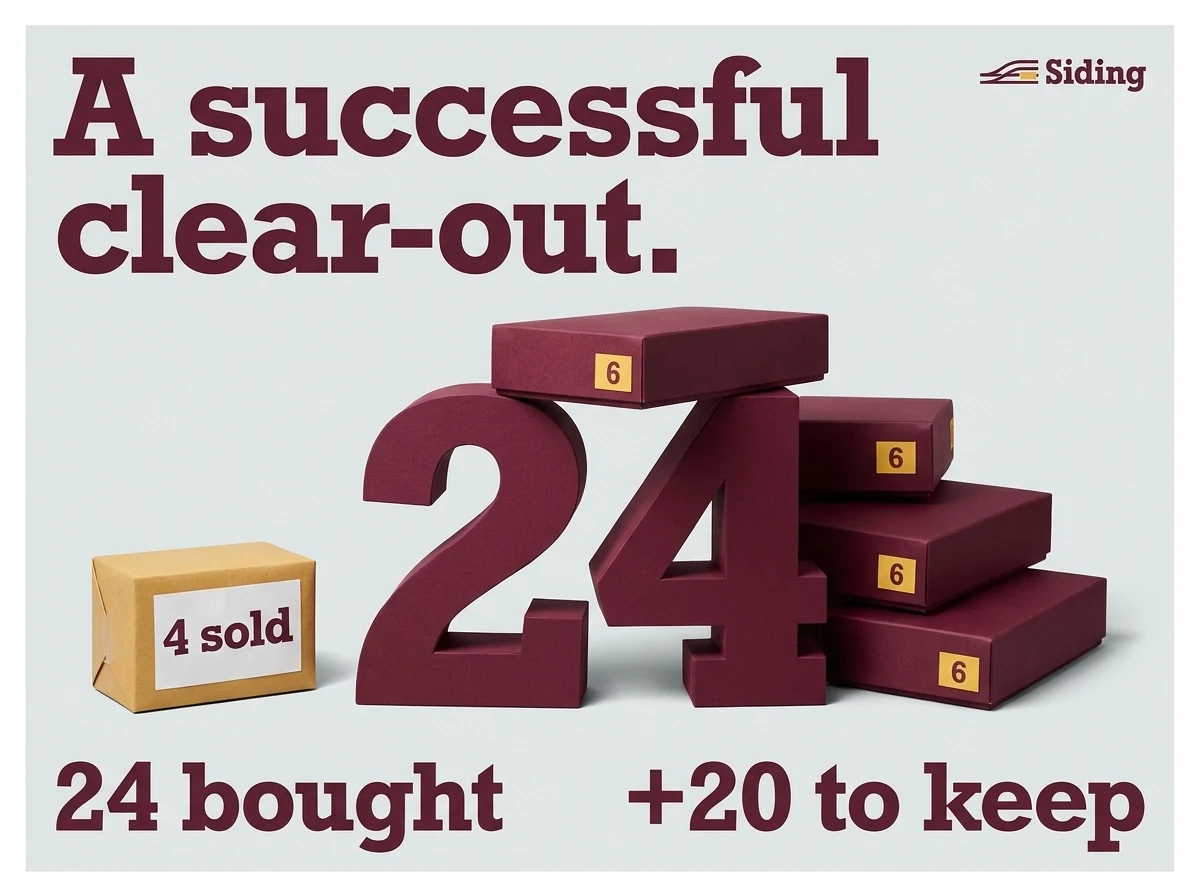 A successful
clear-out.
Siding
6
24
6
6
6
4 sold
24 bought
+20 to keep